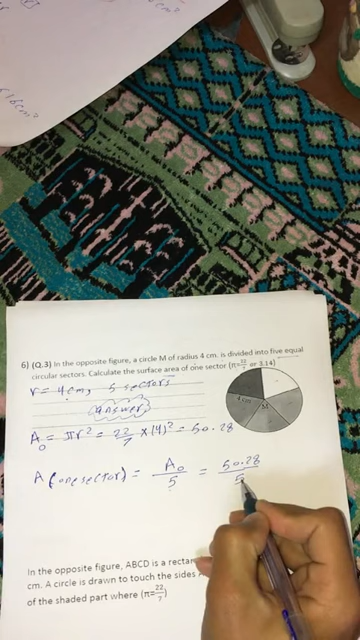 6) (Q.3) In the opposite figure, a circle M of radius 4 cm. is divided into five equal
circular sectors. Calculate the surface area of one sector (π=22/7 or 3.14)
r = 4cm, 5 sectors
answer
4 cm
M
A₀ = πr² = 22/7 × (4)² = 50.28
A (one sector) = A₀/5 = 50.28/5
In the opposite figure, ABCD is a rectan
cm. A circle is drawn to touch the sides
of the shaded part where (π=22/7)